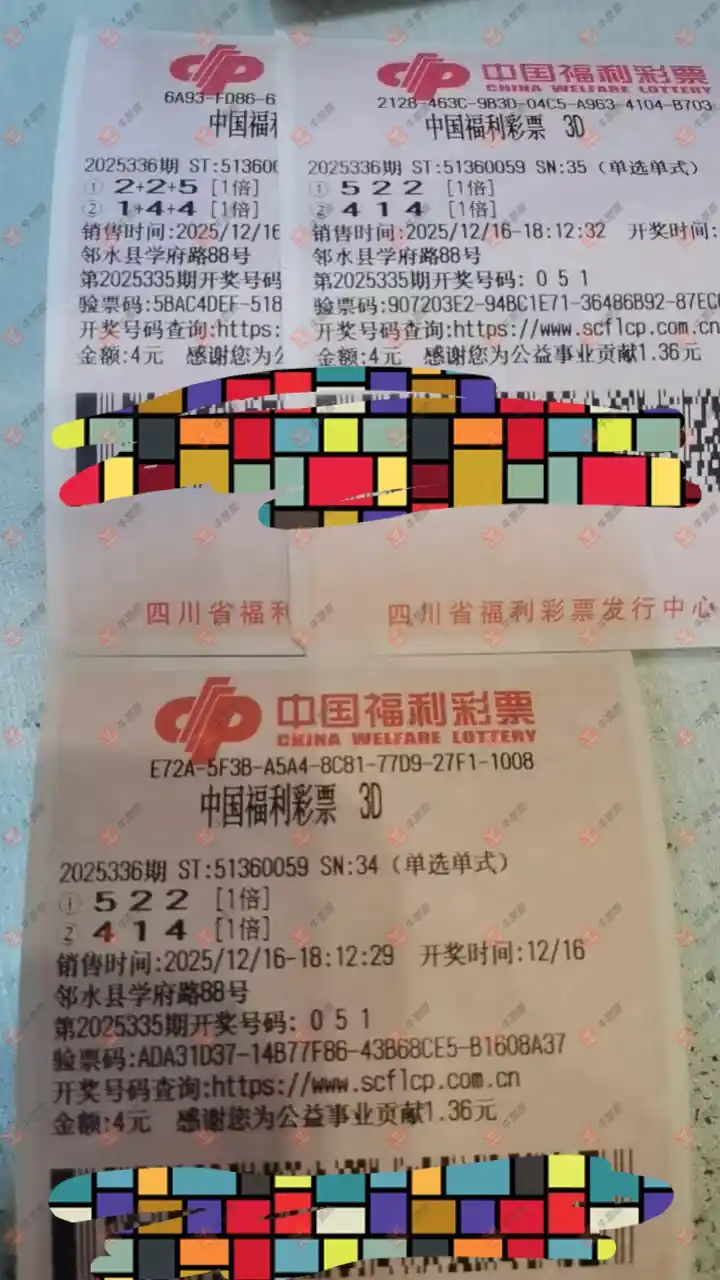 6A93-FD86-6
中国福利
2025336期 ST:513600
① 2+2+5 [1倍]
② 1+4+4 [1倍]
销售时间:2025/12/16
邻水县学府路88号
第2025335期开奖号码
验票码:5BAC4DEF-518
开奖号码查询:https:
金额:4元 感谢您为公
四川省福利
中国福利彩票
CHINA WELFARE LOTTERY
2128-463C-9B3D-04C5-A963-4104-B703
中国福利彩票 3D
2025336期 ST:51360059 SN:35 (单选单式)
① 5 2 2 [1倍]
② 4 1 4 [1倍]
销售时间:2025/12/16-18:12:32 开奖时间:
邻水县学府路88号
第2025335期开奖号码: 0 5 1
验票码:907203E2-94BC1E71-36486B92-87EC
开奖号码查询:https://www.scflcp.com.cn
金额:4元 感谢您为公益事业贡献1.36元
四川省福利彩票发行中心
中国福利彩票
CHINA WELFARE LOTTERY
E72A-5F3B-A5A4-8C81-77D9-27F1-1008
中国福利彩票 3D
2025336期 ST:51360059 SN:34 (单选单式)
① 5 2 2 [1倍]
② 4 1 4 [1倍]
销售时间:2025/12/16-18:12:29 开奖时间:12/16
邻水县学府路88号
第2025335期开奖号码: 0 5 1
验票码:ADA31D37-14B77F86-43B68CE5-B1608A37
开奖号码查询:https://www.scflcp.com.cn
金额:4元 感谢您为公益事业贡献1.36元